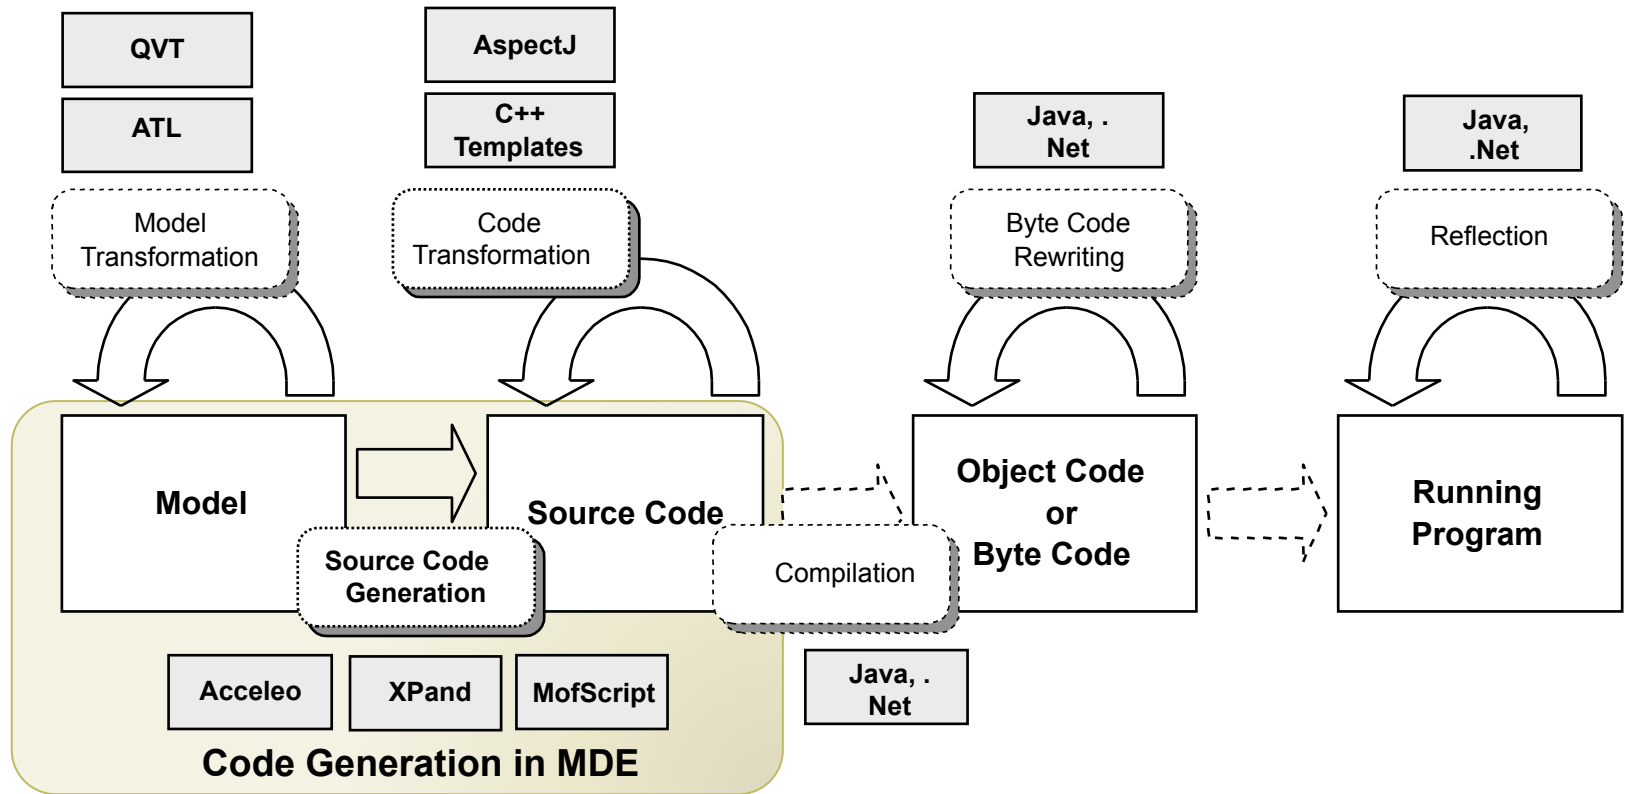 QVT
ATL
AspectJ
C++
Templates
Java, .
Net
Java,
.Net
Model
Transformation
Code
Transformation
Byte Code
Rewriting
Reflection
Model
Source Code
Object Code
or
Byte Code
Running
Program
Source Code
Generation
Compilation
Acceleo
XPand
MofScript
Java, .
Net
Code Generation in MDE